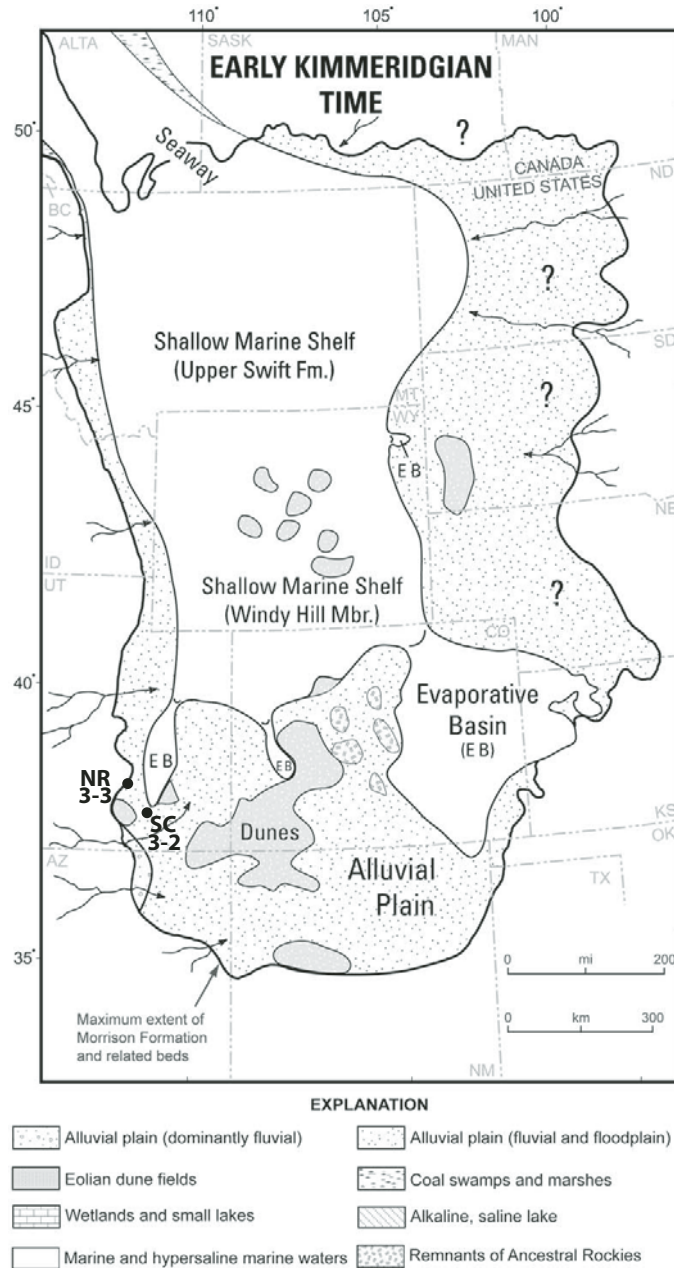 110°
105°
100°
ALTA
SASK
MAN
EARLY KIMMERIDGIAN
TIME
?
50°
Seaway
CANADA
UNITED STATES
ND
BC
?
Shallow Marine Shelf
(Upper Swift Fm.)
SD
MT
WY
?
45°
E B
NE
ID
UT
Shallow Marine Shelf
(Windy Hill Mbr.)
?
CO
40°
Evaporative
Basin
(E B)
E B
E B
NR
3-3
SC
3-2
Dunes
KS
OK
AZ
Alluvial
Plain
TX
35°
0 mi 200
0 km 300
Maximum extent of
Morrison Formation
and related beds
NM
EXPLANATION
Alluvial plain (dominantly fluvial)
Alluvial plain (fluvial and floodplain)
Eolian dune fields
Coal swamps and marshes
Wetlands and small lakes
Alkaline, saline lake
Marine and hypersaline marine waters
Remnants of Ancestral Rockies